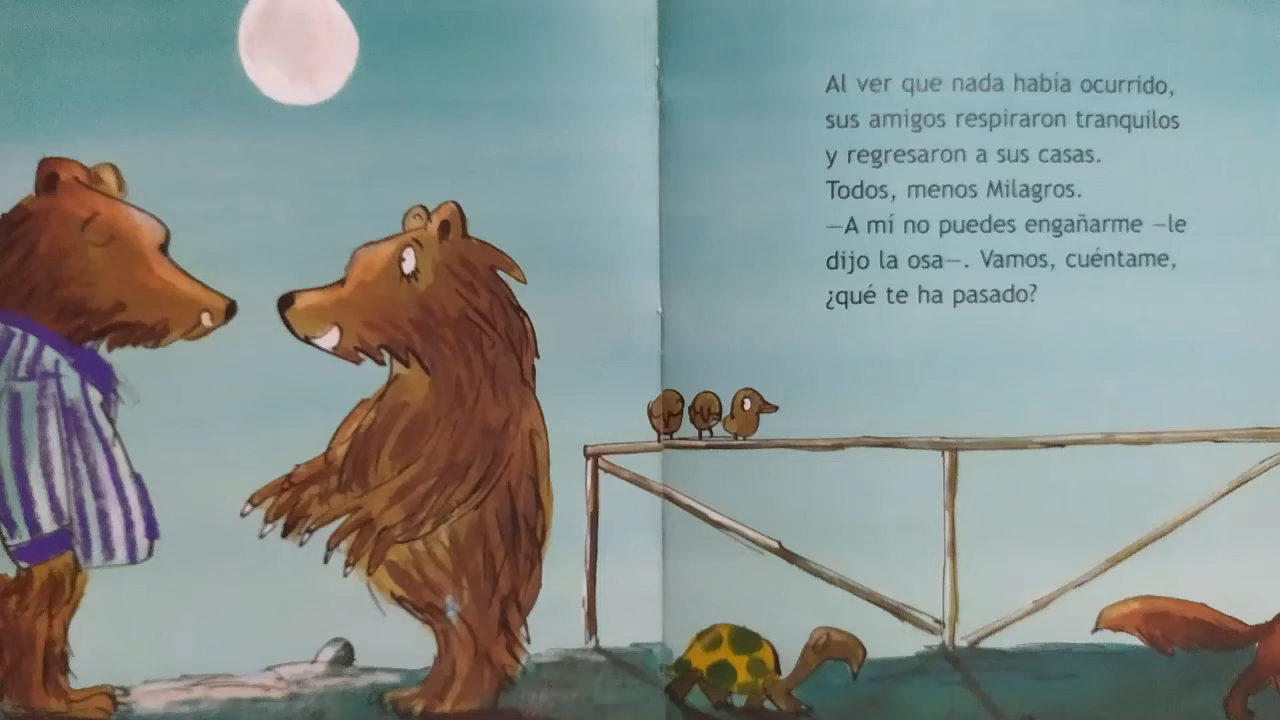 Al ver que nada había ocurrido,
sus amigos respiraron tranquilos
y regresaron a sus casas.
Todos, menos Milagros.
—A mí no puedes engañarme —le
dijo la osa—. Vamos, cuéntame,
¿qué te ha pasado?